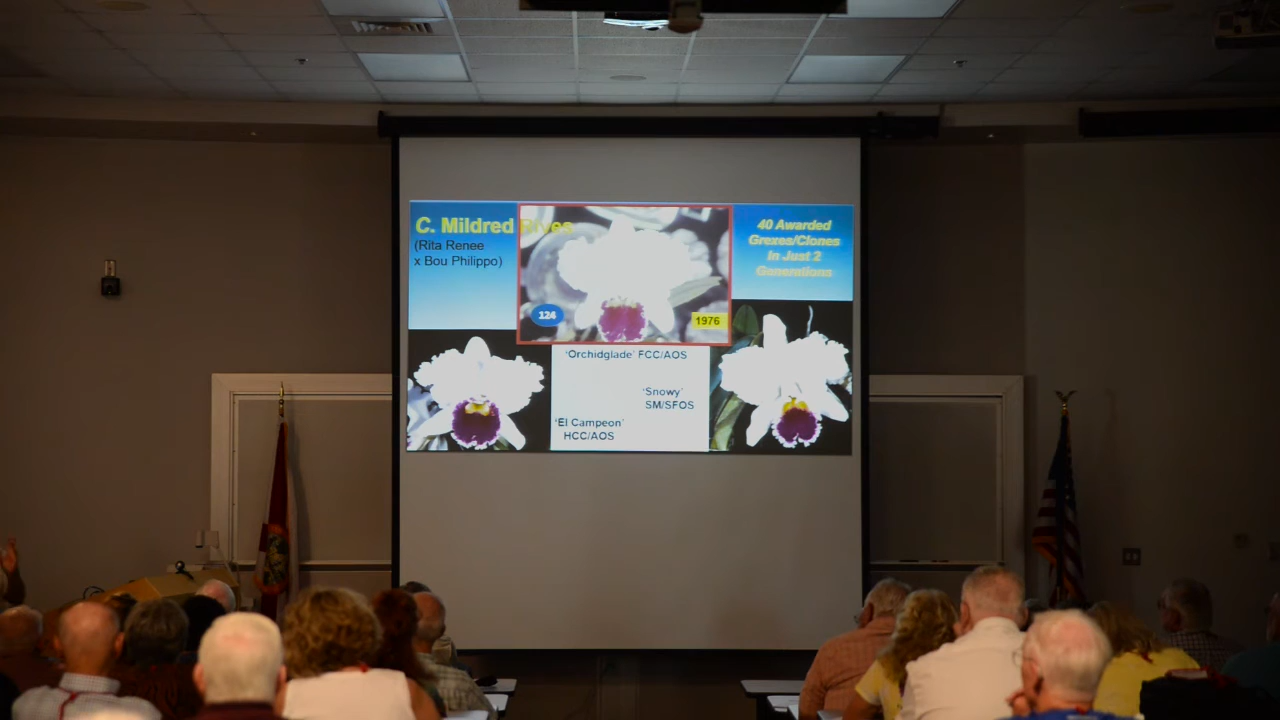 C. Mildred Rives
(Rita Renee
x Bou Philippo)
40 Awarded
Grexes/Clones
In Just 2
Generations
124
1976
'Orchidglade' FCC/AOS
'Snowy'
SM/SFOS
'El Campeon'
HCC/AOS